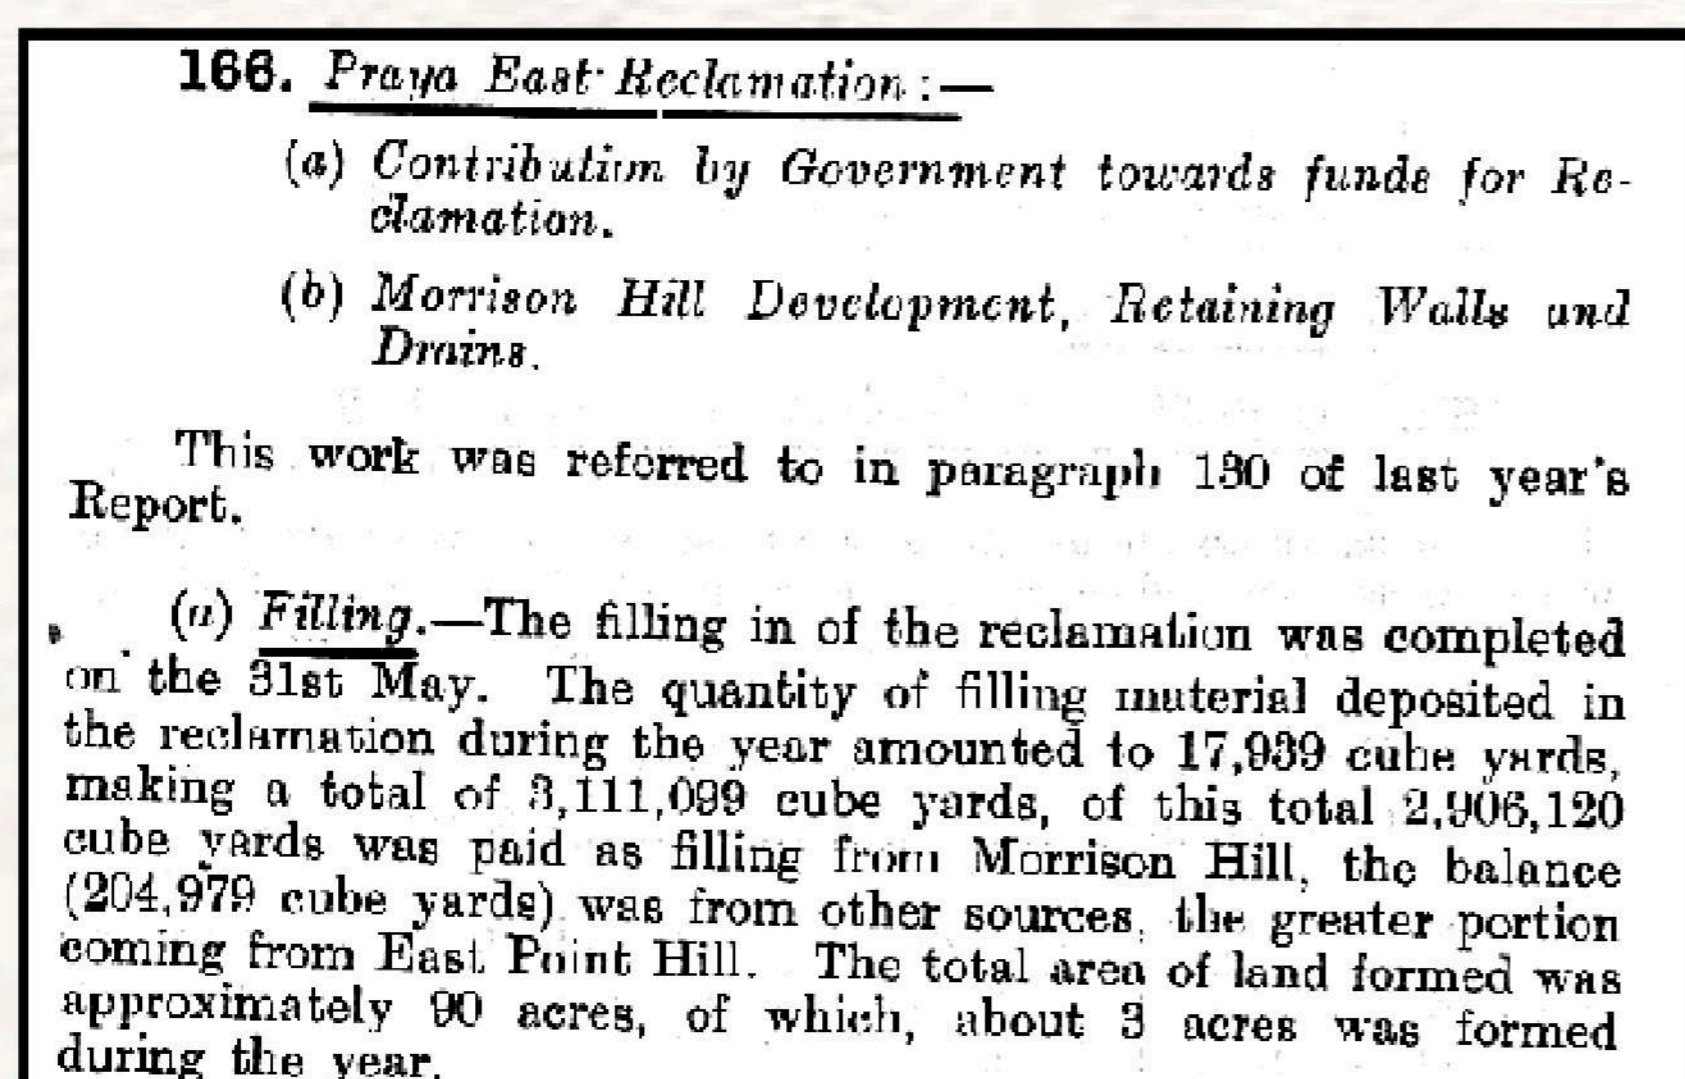 166. Praya East Reclamation :—
(a) Contribution by Government towards funds for Re-
clamation.
(b) Morrison Hill Development, Retaining Walls and
Drains.
This work was referred to in paragraph 130 of last year's
Report.
(a) Filling.—The filling in of the reclamation was completed
on the 31st May. The quantity of filling material deposited in
the reclamation during the year amounted to 17,939 cube yards,
making a total of 3,111,099 cube yards, of this total 2,906,120
cube yards was paid as filling from Morrison Hill, the balance
(204,979 cube yards) was from other sources, the greater portion
coming from East Point Hill. The total area of land formed was
approximately 90 acres, of which, about 3 acres was formed
during the year.